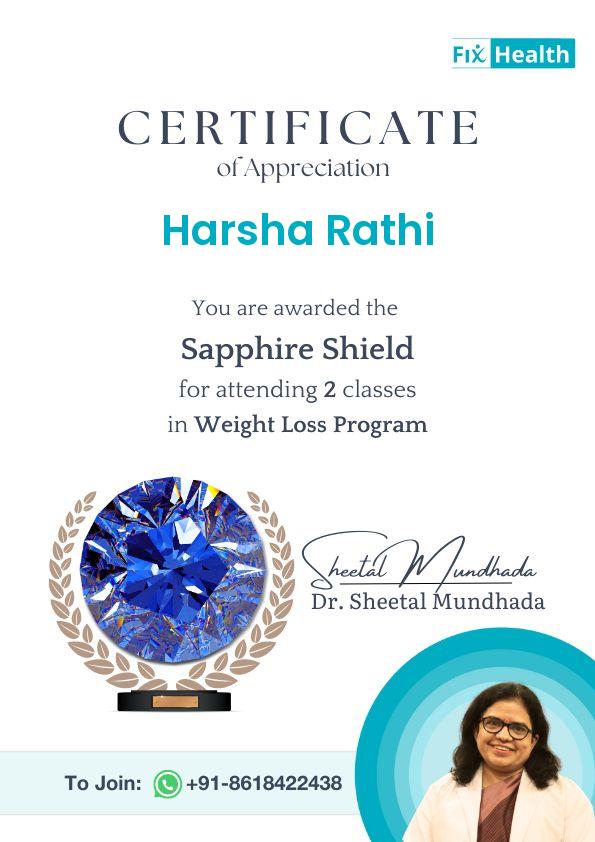 Fix Health
CERTIFICATE
of Appreciation
Harsha Rathi
You are awarded the
Sapphire Shield
for attending 2 classes
in Weight Loss Program
Sheetal Mundhada
Dr. Sheetal Mundhada
To Join: +91-8618422438